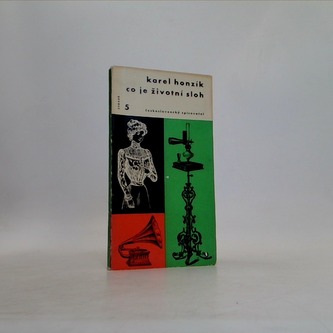 karel honzík
co je životní sloh
5
československý spisovatel